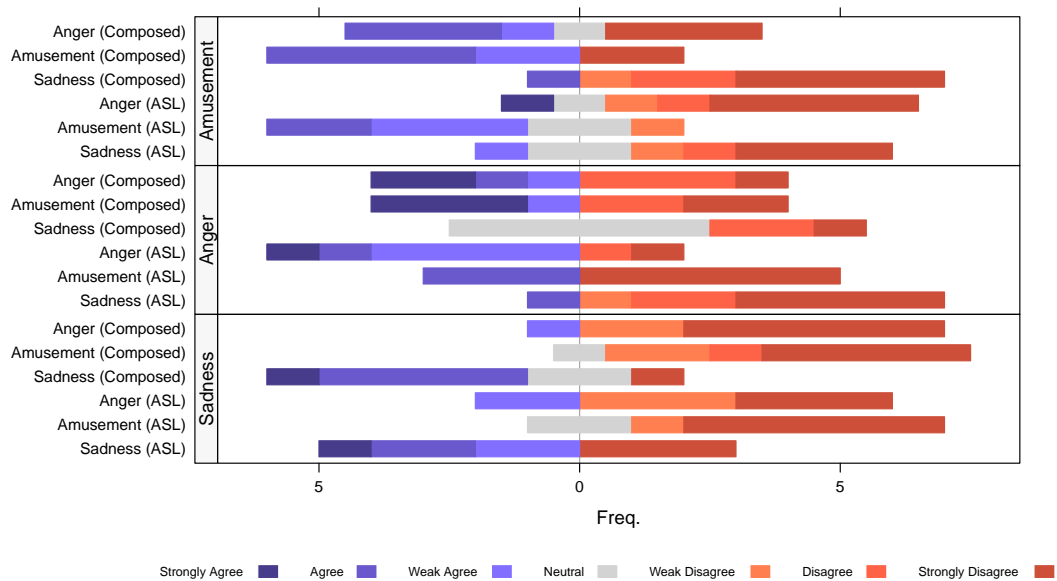 Amusement
Anger (Composed)
Amusement (Composed)
Sadness (Composed)
Anger (ASL)
Amusement (ASL)
Sadness (ASL)
Anger
Anger (Composed)
Amusement (Composed)
Sadness (Composed)
Anger (ASL)
Amusement (ASL)
Sadness (ASL)
Sadness
Anger (Composed)
Amusement (Composed)
Sadness (Composed)
Anger (ASL)
Amusement (ASL)
Sadness (ASL)
5 0 5
Freq.
Strongly Agree Agree Weak Agree Neutral Weak Disagree Disagree Strongly Disagree